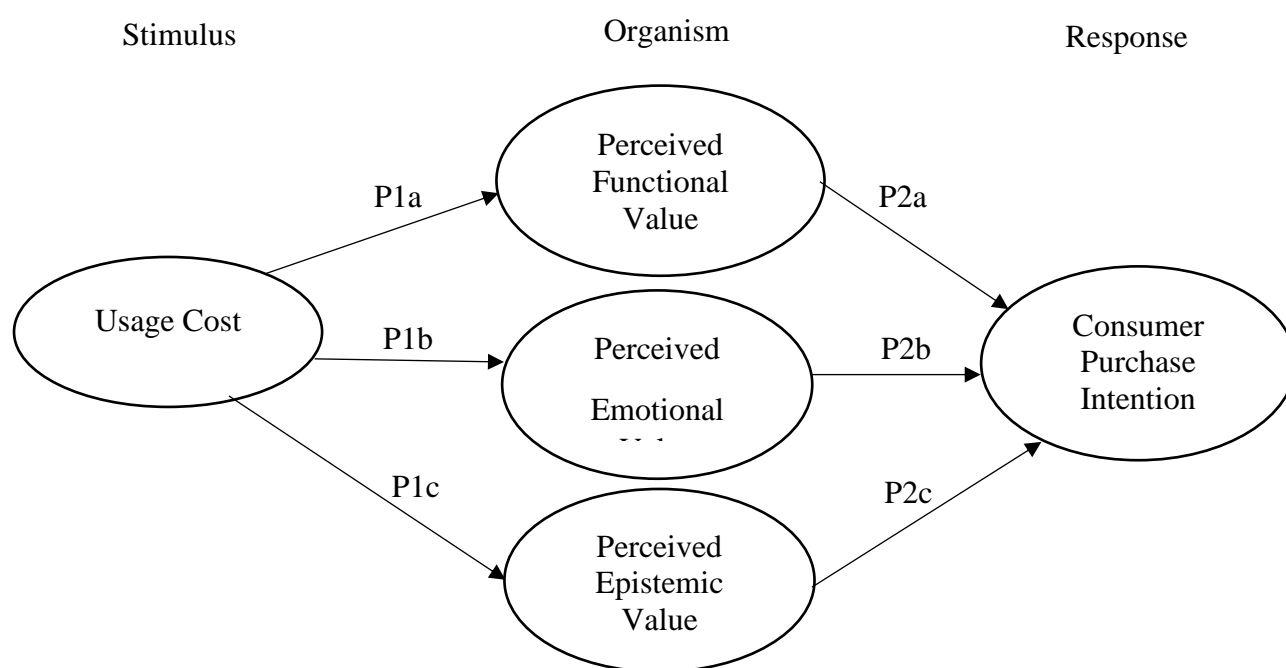 Stimulus
Organism
Response
Perceived
Functional
Value
P1a
P2a
Usage Cost
P1b
Perceived
Emotional
P2b
Consumer
Purchase
Intention
P1c
P2c
Perceived
Epistemic
Value